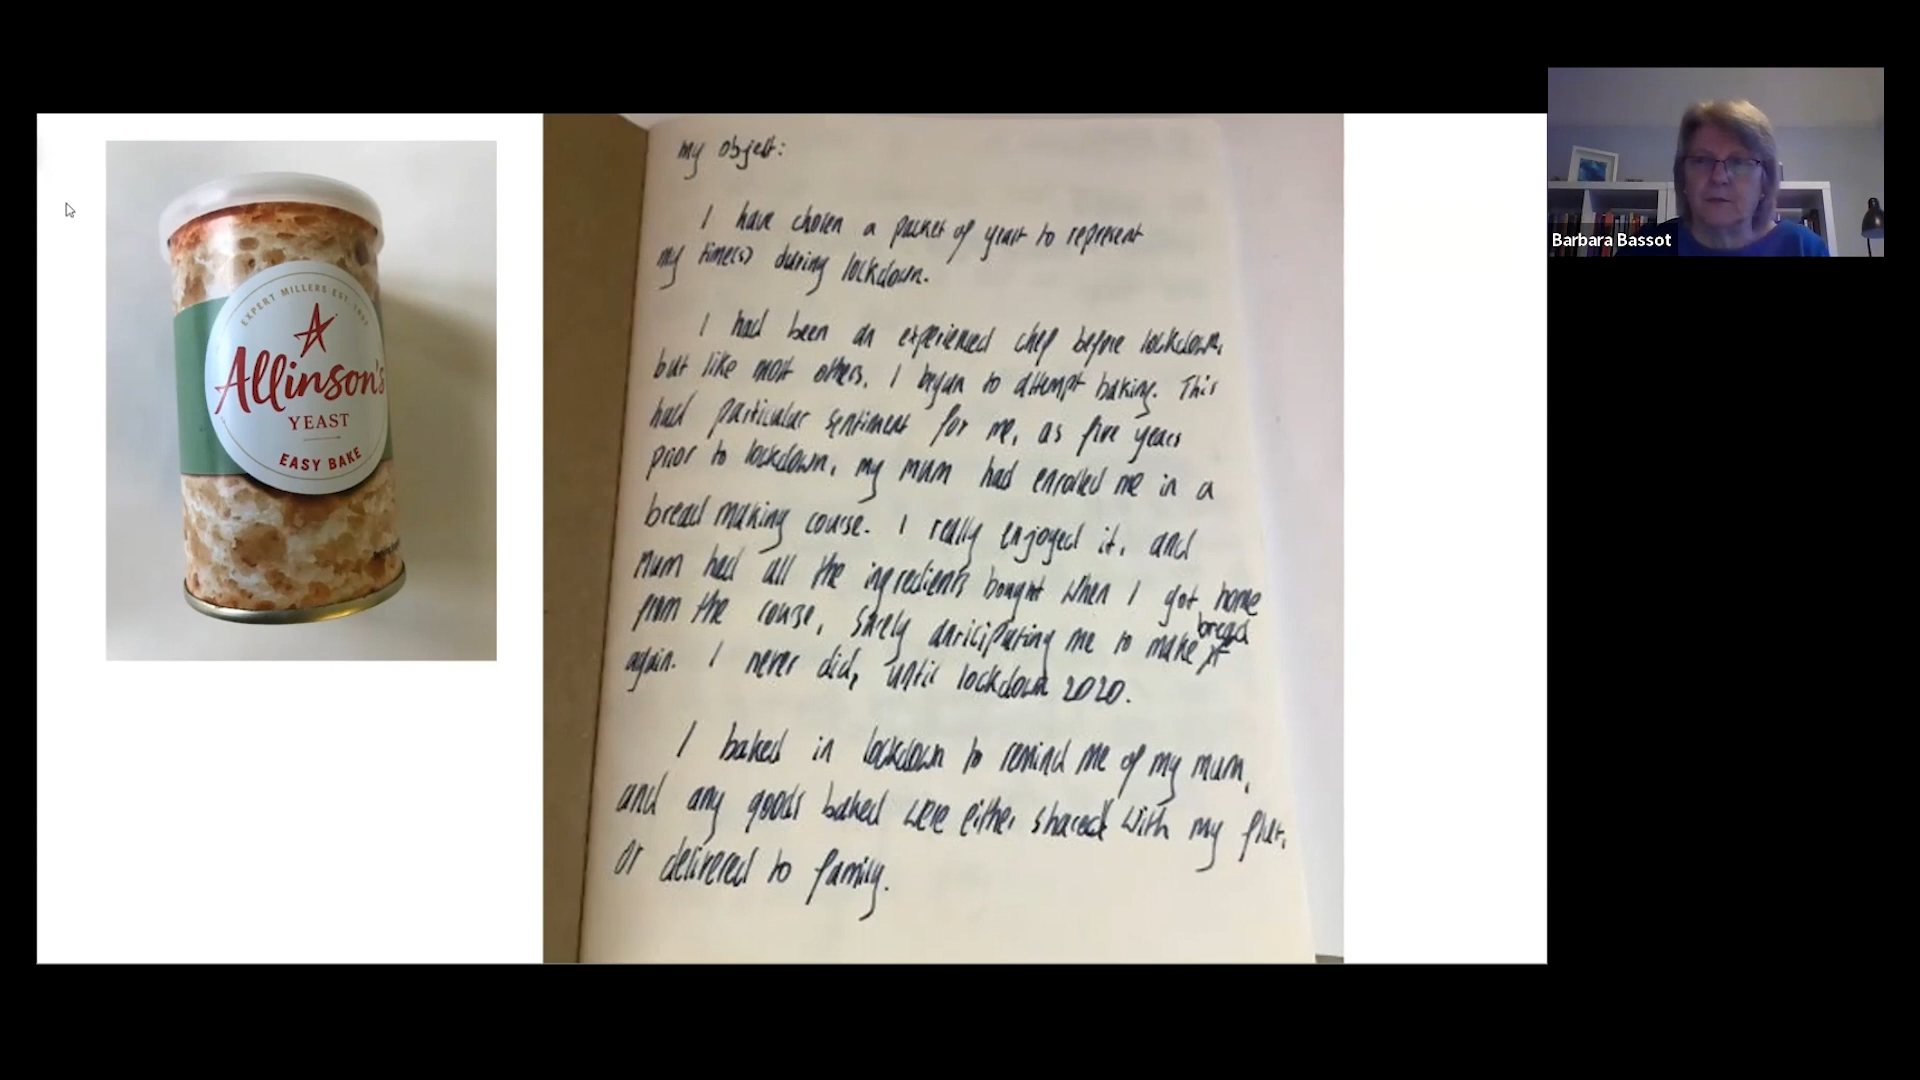 EXPERT MILLERS EST.
Allinson's
YEAST
EASY BAKE
my object:
I have chosen a packet of yeast to represent
my time(s) during lockdown.
I had been an experienced chef before lockdown,
but like most others, I began to attempt baking. This
had particular sentiment for me, as five years
prior to lockdown, my mum had enrolled me in a
bread making course. I really enjoyed it, and
Mum had all the ingredients bought when I got home
from the course, surely anticipating me to make bread
again. I never did, until lockdown 2020.
I baked in lockdown to remind me of my mum,
and any goods baked were either shared with my flat,
or delivered to family.
Barbara Bassot